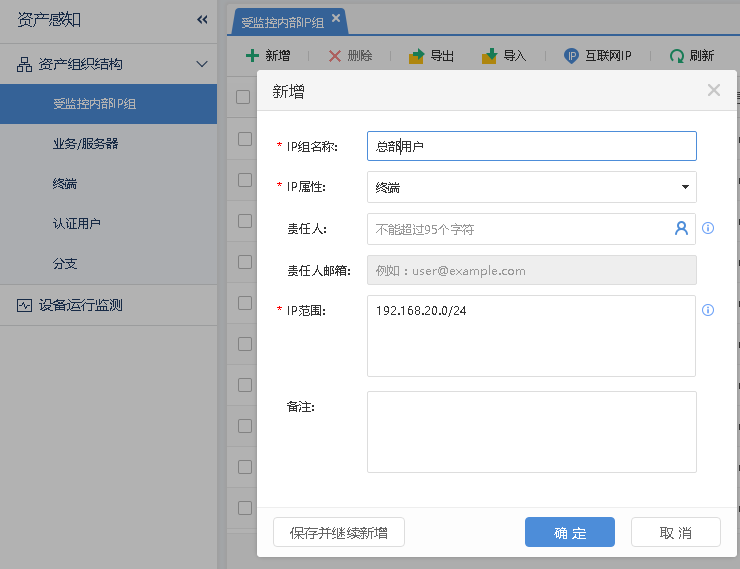 资产感知
资产组织结构
受监控内部IP组
业务/服务器
终端
认证用户
分支
设备运行监测
受监控内部IP组
新增 删除 导出 导入 IP 互联网IP 刷新
新增
* IP组名称: 总部用户
* IP属性: 终端
责任人: 不能超过95个字符
责任人邮箱: 例如：user@example.com
* IP范围: 192.168.20.0/24
备注:
保存并继续新增 确定 取消